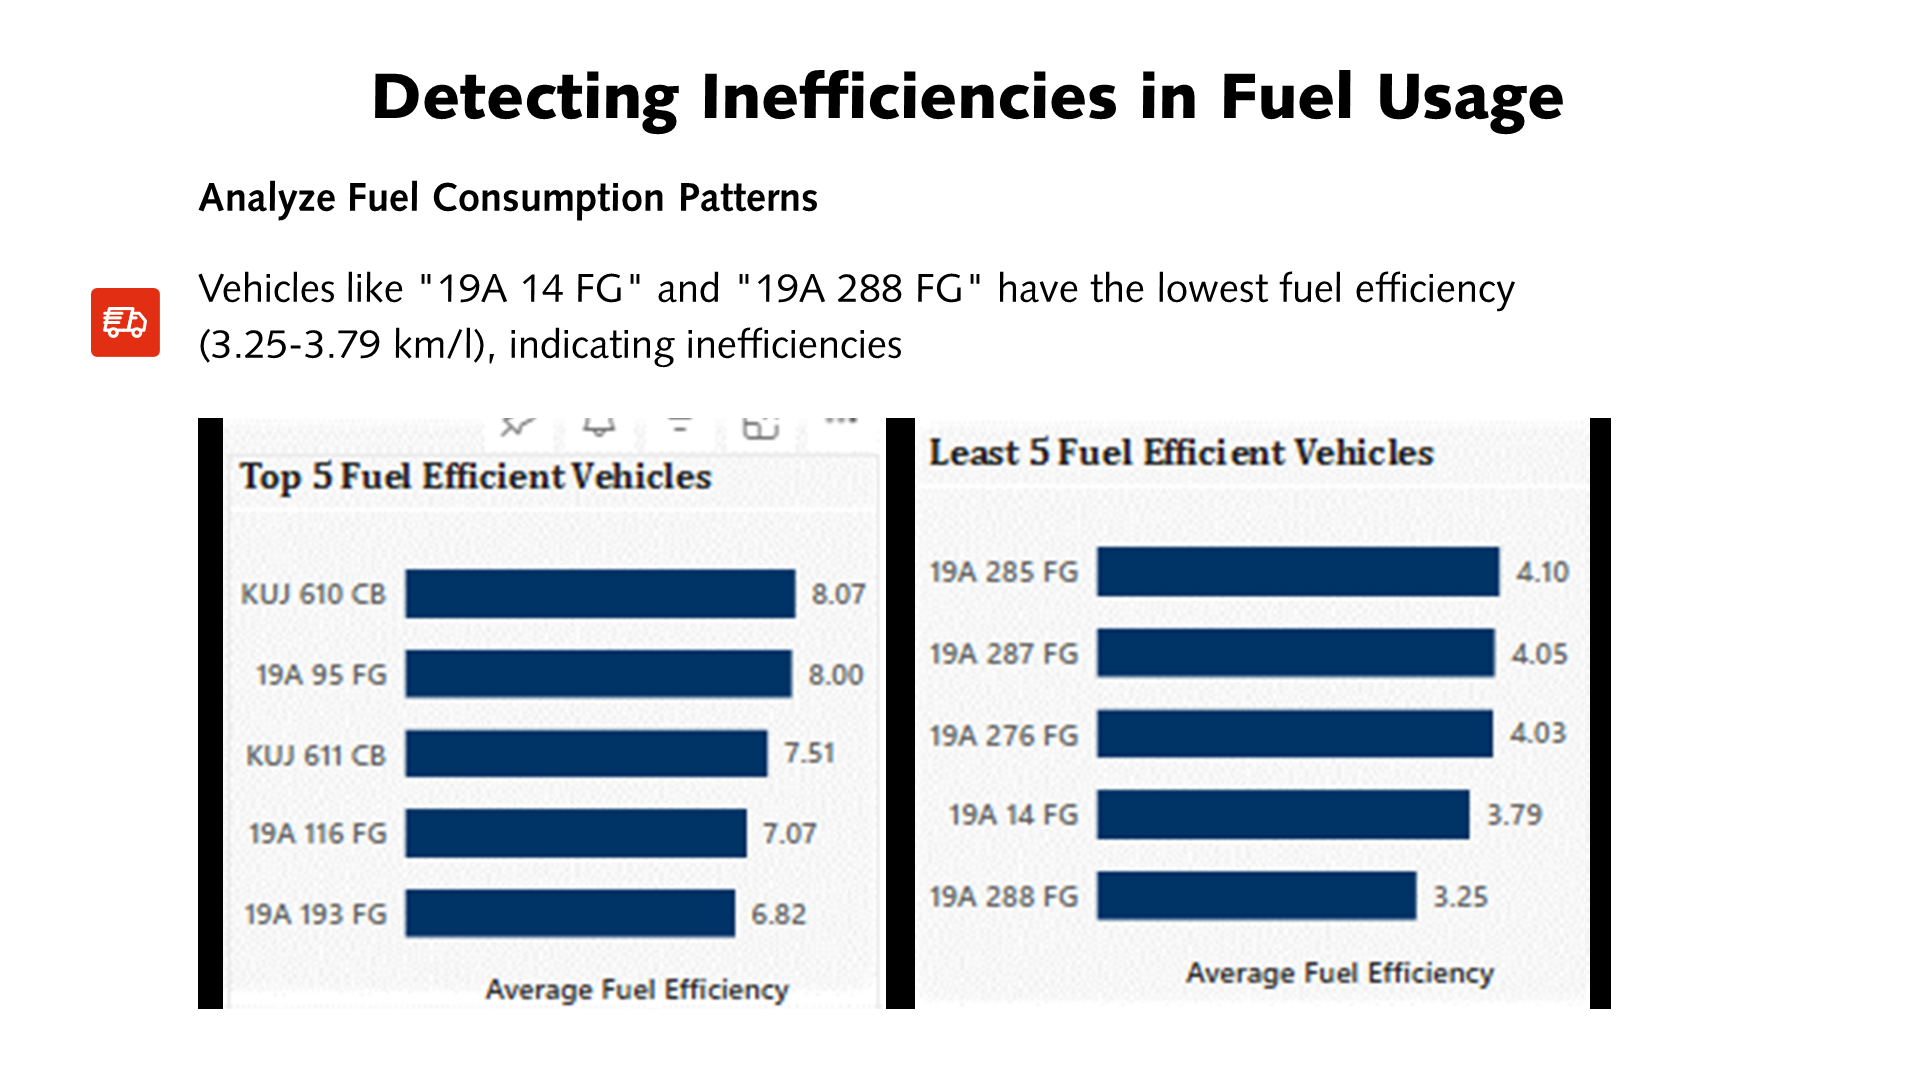 Detecting Inefficiencies in Fuel Usage
Analyze Fuel Consumption Patterns
Vehicles like "19A 14 FG" and "19A 288 FG" have the lowest fuel efficiency
(3.25-3.79 km/l), indicating inefficiencies
Top 5 Fuel Efficient Vehicles
KUJ 610 CB 8.07
19A 95 FG 8.00
KUJ 611 CB 7.51
19A 116 FG 7.07
19A 193 FG 6.82
Average Fuel Efficiency
Least 5 Fuel Efficient Vehicles
19A 285 FG 4.10
19A 287 FG 4.05
19A 276 FG 4.03
19A 14 FG 3.79
19A 288 FG 3.25
Average Fuel Efficiency